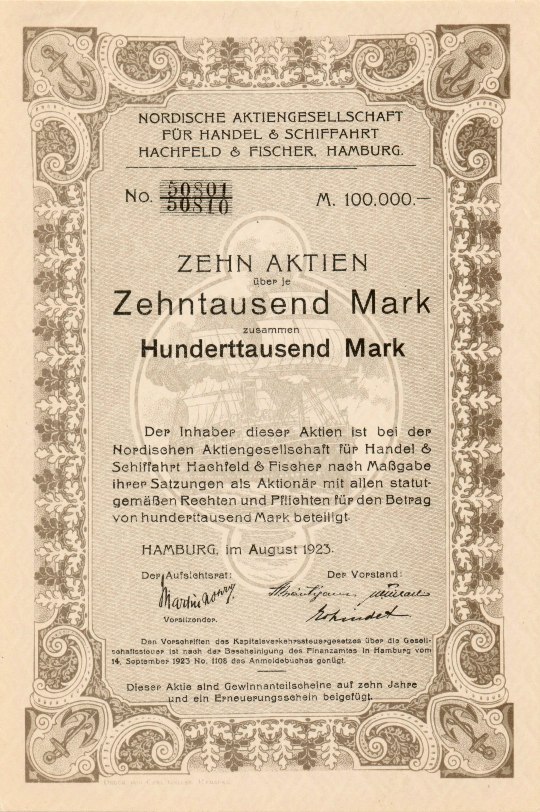 NORDISCHE AKTIENGESELLSCHAFT
FÜR HANDEL & SCHIFFAHRT
HACHFELD & FISCHER, HAMBURG.
No. 50801
50810
M. 100,000.—
ZEHN AKTIEN
über je
Zehntausend Mark
zusammen
Hunderttausend Mark
Der Inhaber dieser Aktien ist bei der
Nordischen Aktiengesellschaft für Handel &
Schiffahrt Hachfeld & Fischer nach Maßgabe
ihrer Satzungen als Aktionär mit allen statut-
gemäßen Rechten und Pflichten für den Betrag
von hunderttausend Mark beteiligt.
HAMBURG, im August 1923.
Der Aufsichtsrat:
Der Vorstand:
Vorsitzender.
Den Vorschriften des Kapitalverkehrssteuergesetzes über die Gesell-
schaftssteuer ist nach der Bescheinigung des Finanzamtes in Hamburg vom
14. September 1923 No. 1108 des Anmeldebuches genügt.
Dieser Aktie sind Gewinnanteilscheine auf zehn Jahre
und ein Erneuerungsschein beigefügt.